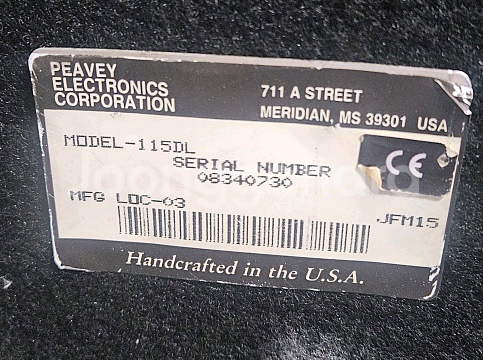 PEAVEY
ELECTRONICS
CORPORATION
711 A STREET
MERIDIAN, MS 39301 USA
MODEL-115DL
SERIAL NUMBER
08340730
CE
MFG LOC-03
JFM15
Handcrafted in the U.S.A.